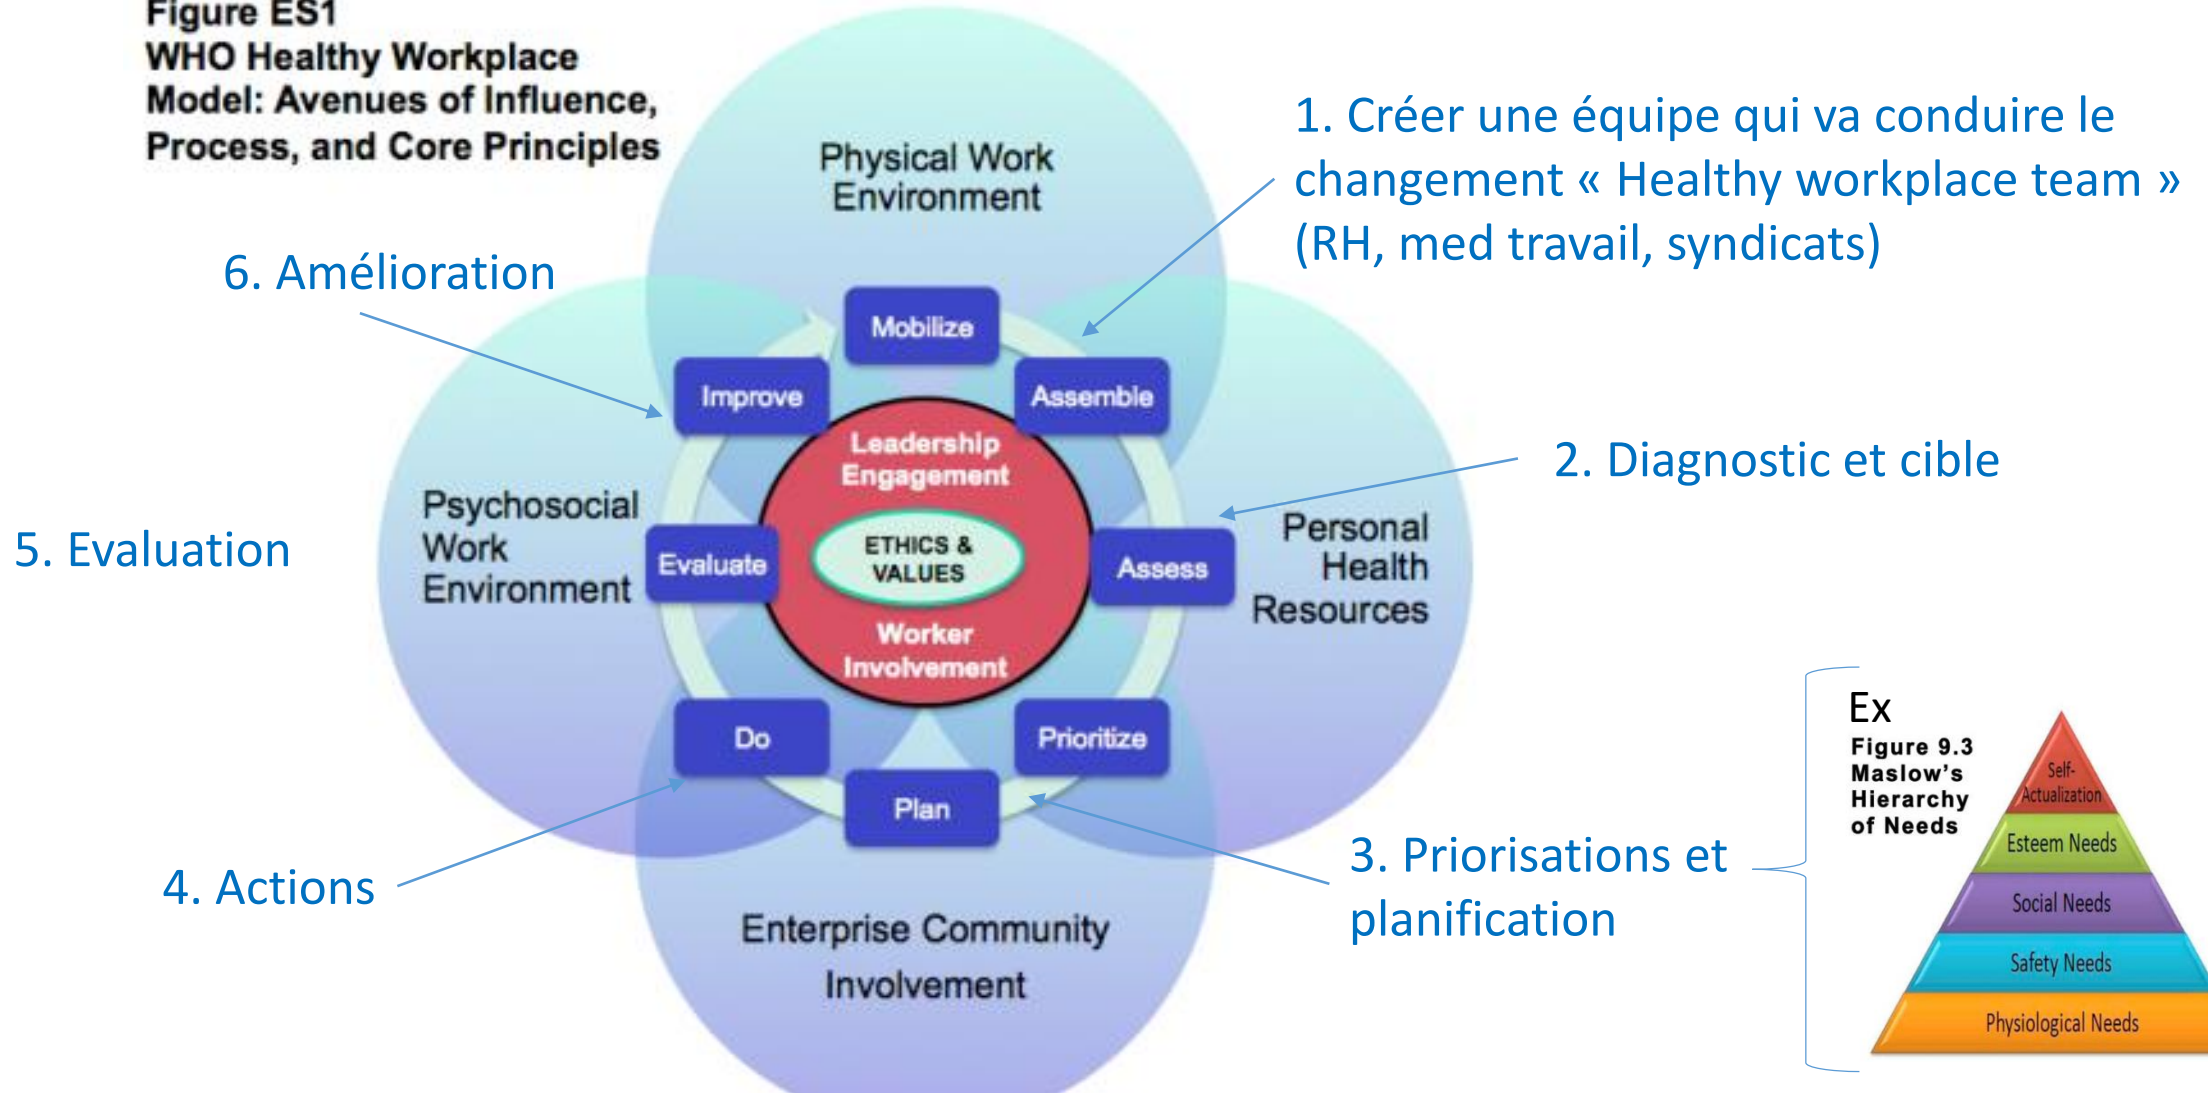 Figure ES1
WHO Healthy Workplace
Model: Avenues of Influence,
Process, and Core Principles
Physical Work
Environment
1. Créer une équipe qui va conduire le
changement « Healthy workplace team »
(RH, med travail, syndicats)
6. Amélioration
Mobilize
Improve
Assemble
Leadership
Engagement
2. Diagnostic et cible
Psychosocial
Work
Environment
5. Evaluation
Evaluate
ETHICS &
VALUES
Assess
Personal
Health
Resources
Worker
Involvement
Do
Prioritize
Plan
4. Actions
3. Priorisations et
planification
Enterprise Community
Involvement
Ex
Figure 9.3
Maslow's
Hierarchy
of Needs
Self-
Actualization
Esteem Needs
Social Needs
Safety Needs
Physiological Needs